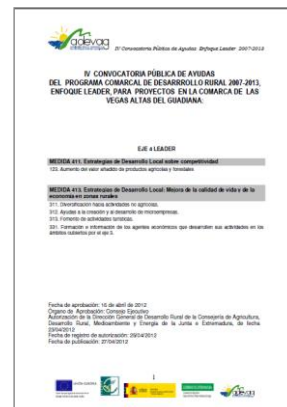 adevag
IV Convocatoria Pública de Ayudas Enfoque Leader 2007-2013
IV CONVOCATORIA PÚBLICA DE AYUDAS
DEL PROGRAMA COMARCAL DE DESARRROLLO RURAL 2007-2013,
ENFOQUE LEADER, PARA PROYECTOS EN LA COMARCA DE LAS
VEGAS ALTAS DEL GUADIANA:
EJE 4 LEADER
MEDIDA 411. Estrategias de Desarrollo Local sobre competitividad
123. Aumento del valor añadido de productos agrícolas y forestales
MEDIDA 413. Estrategias de Desarrollo Local: Mejora de la calidad de vida y de la
economía en zonas rurales
311. Diversificación hacia actividades no agrícolas.
312. Ayudas a la creación y al desarrollo de microempresas.
313. Fomento de actividades turísticas.
331. Formación e información de los agentes económicos que desarrollen sus actividades en los
ámbitos cubiertos por el eje 3.
Fecha de aprobación: 16 de abril de 2012
Órgano de Aprobación: Consejo Ejecutivo
Autorización de la Dirección General de Desarrollo Rural de la Consejería de Agricultura,
Desarrollo Rural, Medioambiente y Energía de la Junta e Extremadura, de fecha
23/04/2012
Fecha de registro de autorización: 25/04/2012
Fecha de publicación: 27/04/2012
1
UNIÓN EUROPEA
adevag